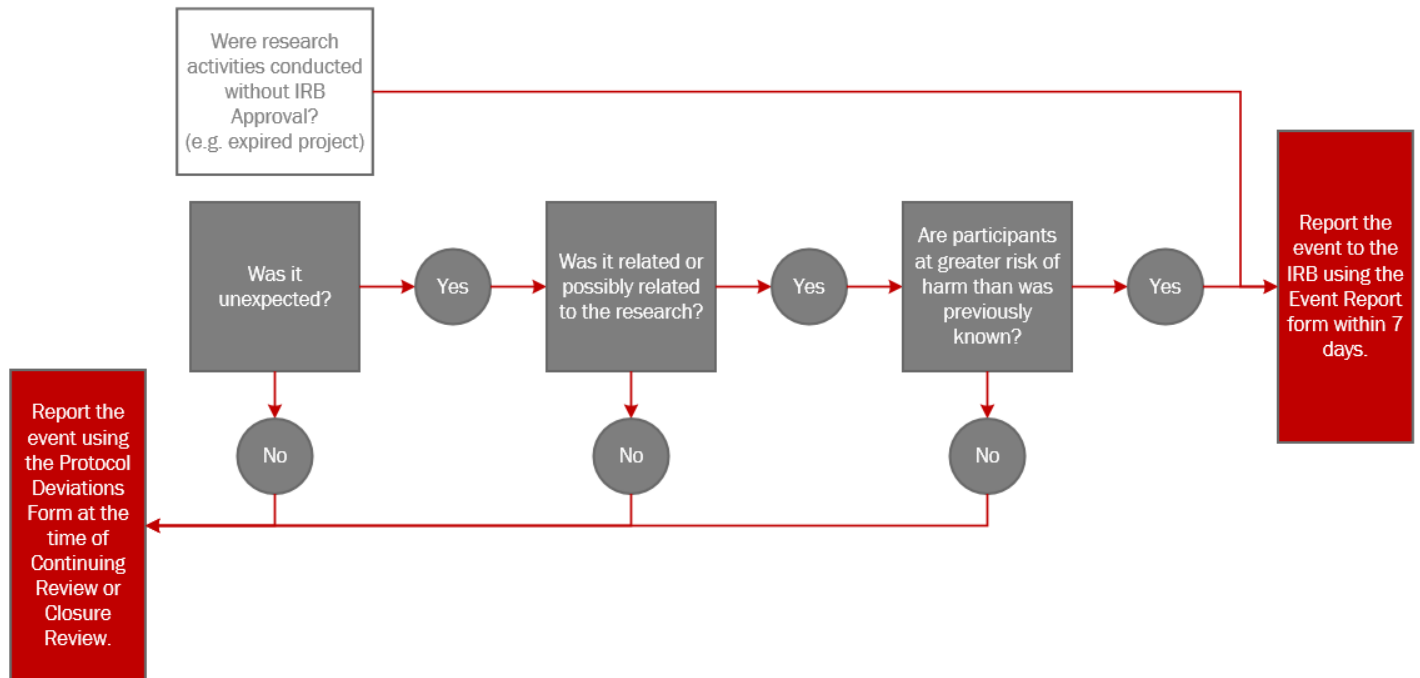 Were research
activities conducted
without IRB
Approval?
(e.g. expired project)
Was it
unexpected?
Yes
Was it related or
possibly related
to the research?
Yes
Are participants
at greater risk of
harm than was
previously
known?
Yes
Report the
event to the
IRB using the
Event Report
form within 7
days.
No
No
No
Report the
event using
the Protocol
Deviations
Form at the
time of
Continuing
Review or
Closure
Review.